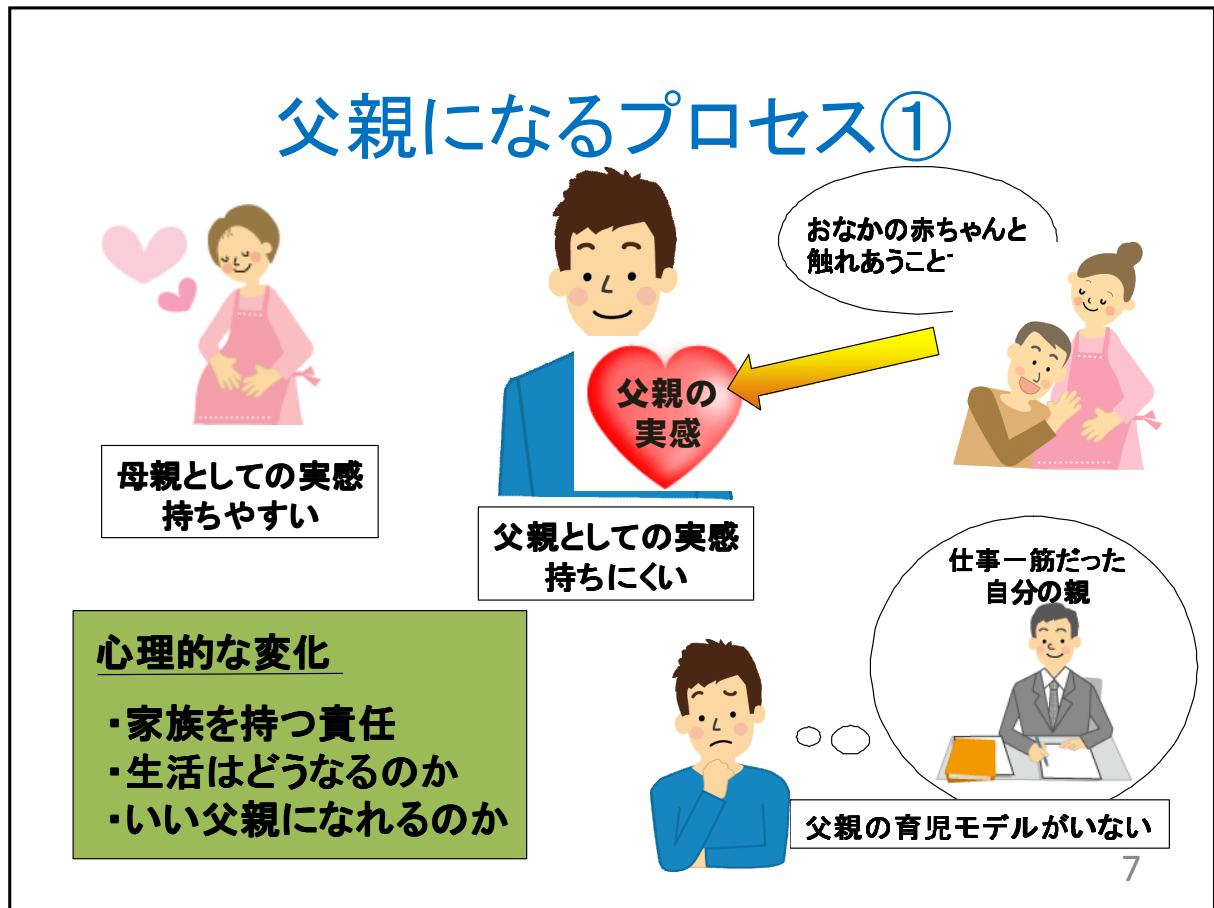 父親になるプロセス①
おなかの赤ちゃんと
触れあうこと
父親の
実感
母親としての実感
持ちやすい
父親としての実感
持ちにくい
仕事一筋だった
自分の親
心理的な変化
・家族を持つ責任
・生活はどうなるのか
・いい父親になれるのか
父親の育児モデルがいない
7